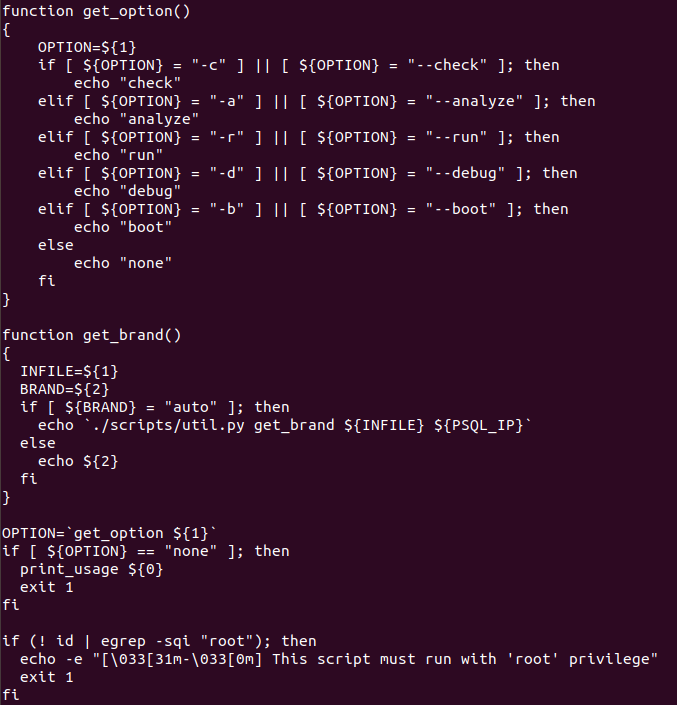 function get_option()
{
    OPTION=${1}
    if [ ${OPTION} = "-c" ] || [ ${OPTION} = "--check" ]; then
        echo "check"
    elif [ ${OPTION} = "-a" ] || [ ${OPTION} = "--analyze" ]; then
        echo "analyze"
    elif [ ${OPTION} = "-r" ] || [ ${OPTION} = "--run" ]; then
        echo "run"
    elif [ ${OPTION} = "-d" ] || [ ${OPTION} = "--debug" ]; then
        echo "debug"
    elif [ ${OPTION} = "-b" ] || [ ${OPTION} = "--boot" ]; then
        echo "boot"
    else
        echo "none"
    fi
}

function get_brand()
{
  INFILE=${1}
  BRAND=${2}
  if [ ${BRAND} = "auto" ]; then
    echo `./scripts/util.py get_brand ${INFILE} ${PSQL_IP}`
  else
    echo ${2}
  fi
}

OPTION=`get_option ${1}`
if [ ${OPTION} == "none" ]; then
  print_usage ${0}
  exit 1
fi

if (! id | egrep -sqi "root"); then
  echo -e "[\033[31m-\033[0m] This script must run with 'root' privilege"
  exit 1
fi